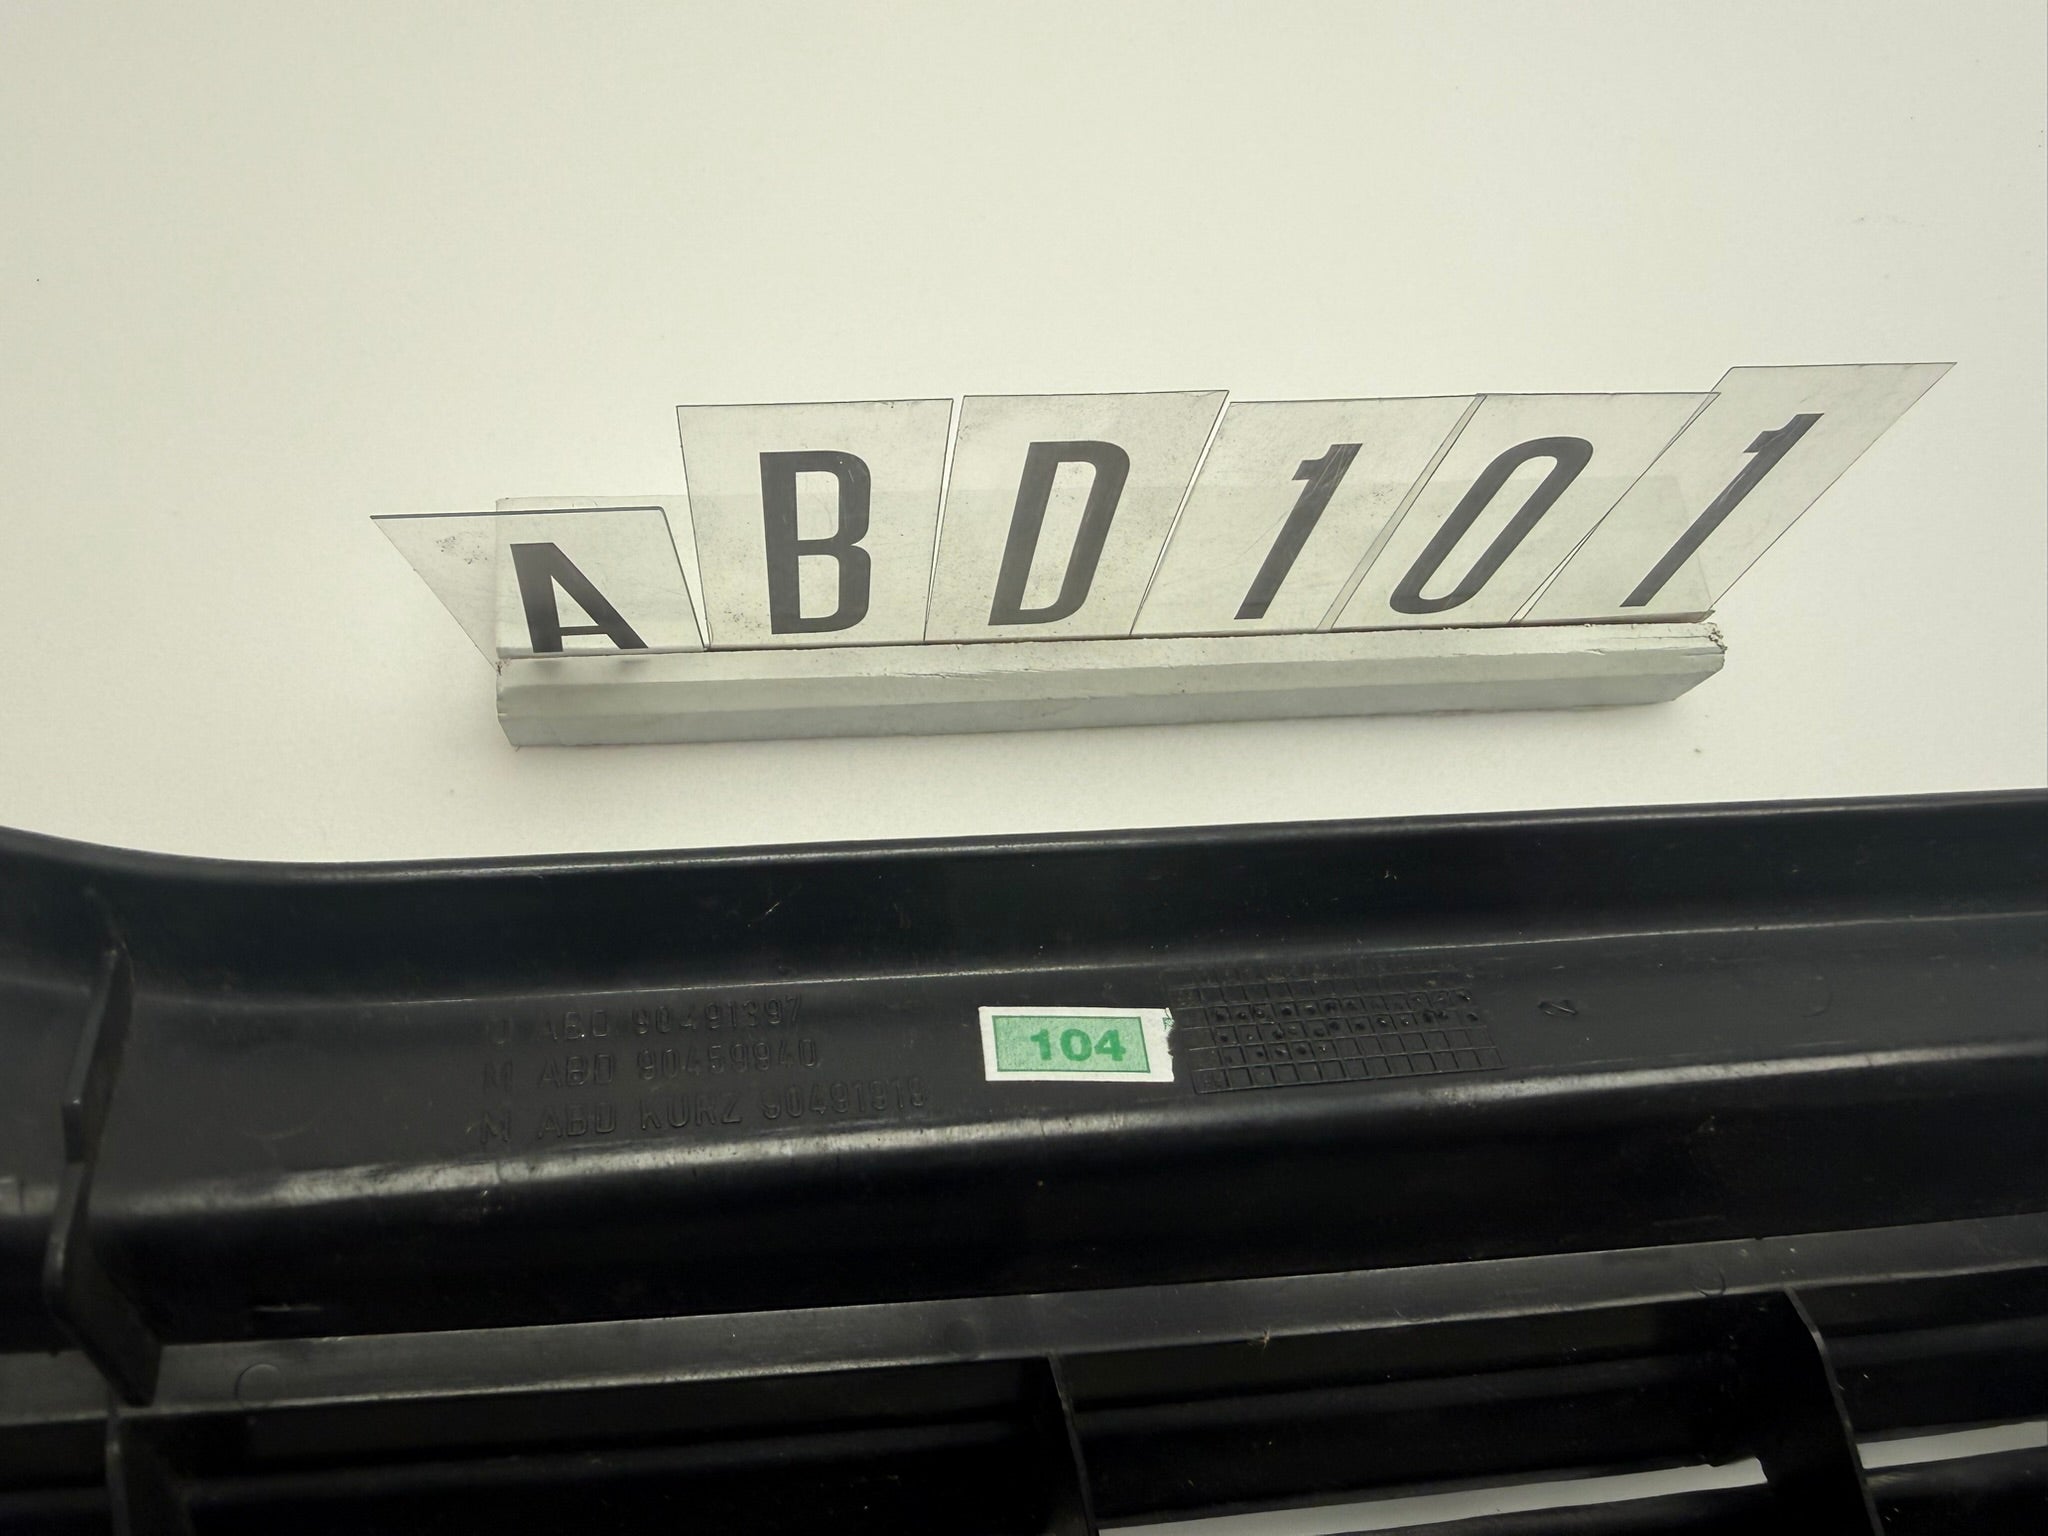 ABD101
O ABD 90491397
M ABD 90459940
M ABD KURZ 90491919
104